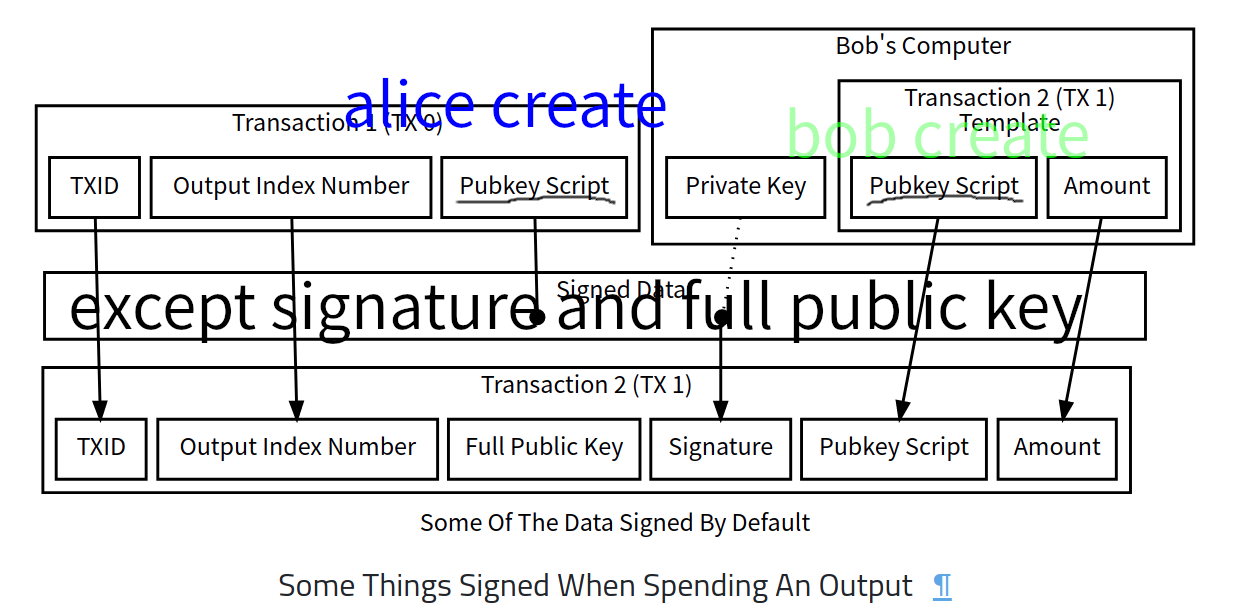 Bob's Computer
alice create
Transaction 1 (TX 0)
Transaction 2 (TX 1)
Template
bob create
TXID
Output Index Number
Pubkey Script
Private Key
Pubkey Script
Amount
Signed Data
except signature and full public key
Transaction 2 (TX 1)
TXID
Output Index Number
Full Public Key
Signature
Pubkey Script
Amount
Some Of The Data Signed By Default
Some Things Signed When Spending An Output ¶